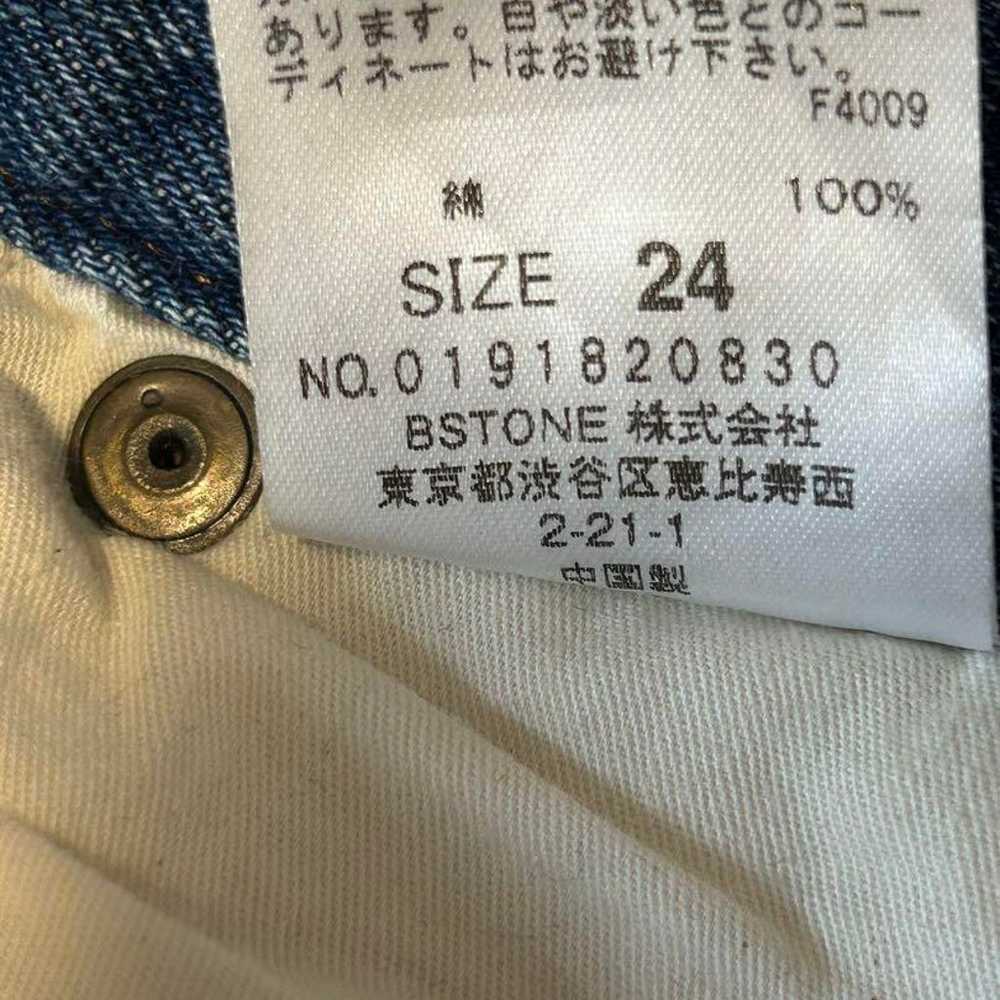 あります。白や淡い色とのコー
ディネートはお避け下さい。
F4009
綿 100%
SIZE 24
NO. 0191820830
BSTONE 株式会社
東京都渋谷区恵比寿西
2-21-1
中国製